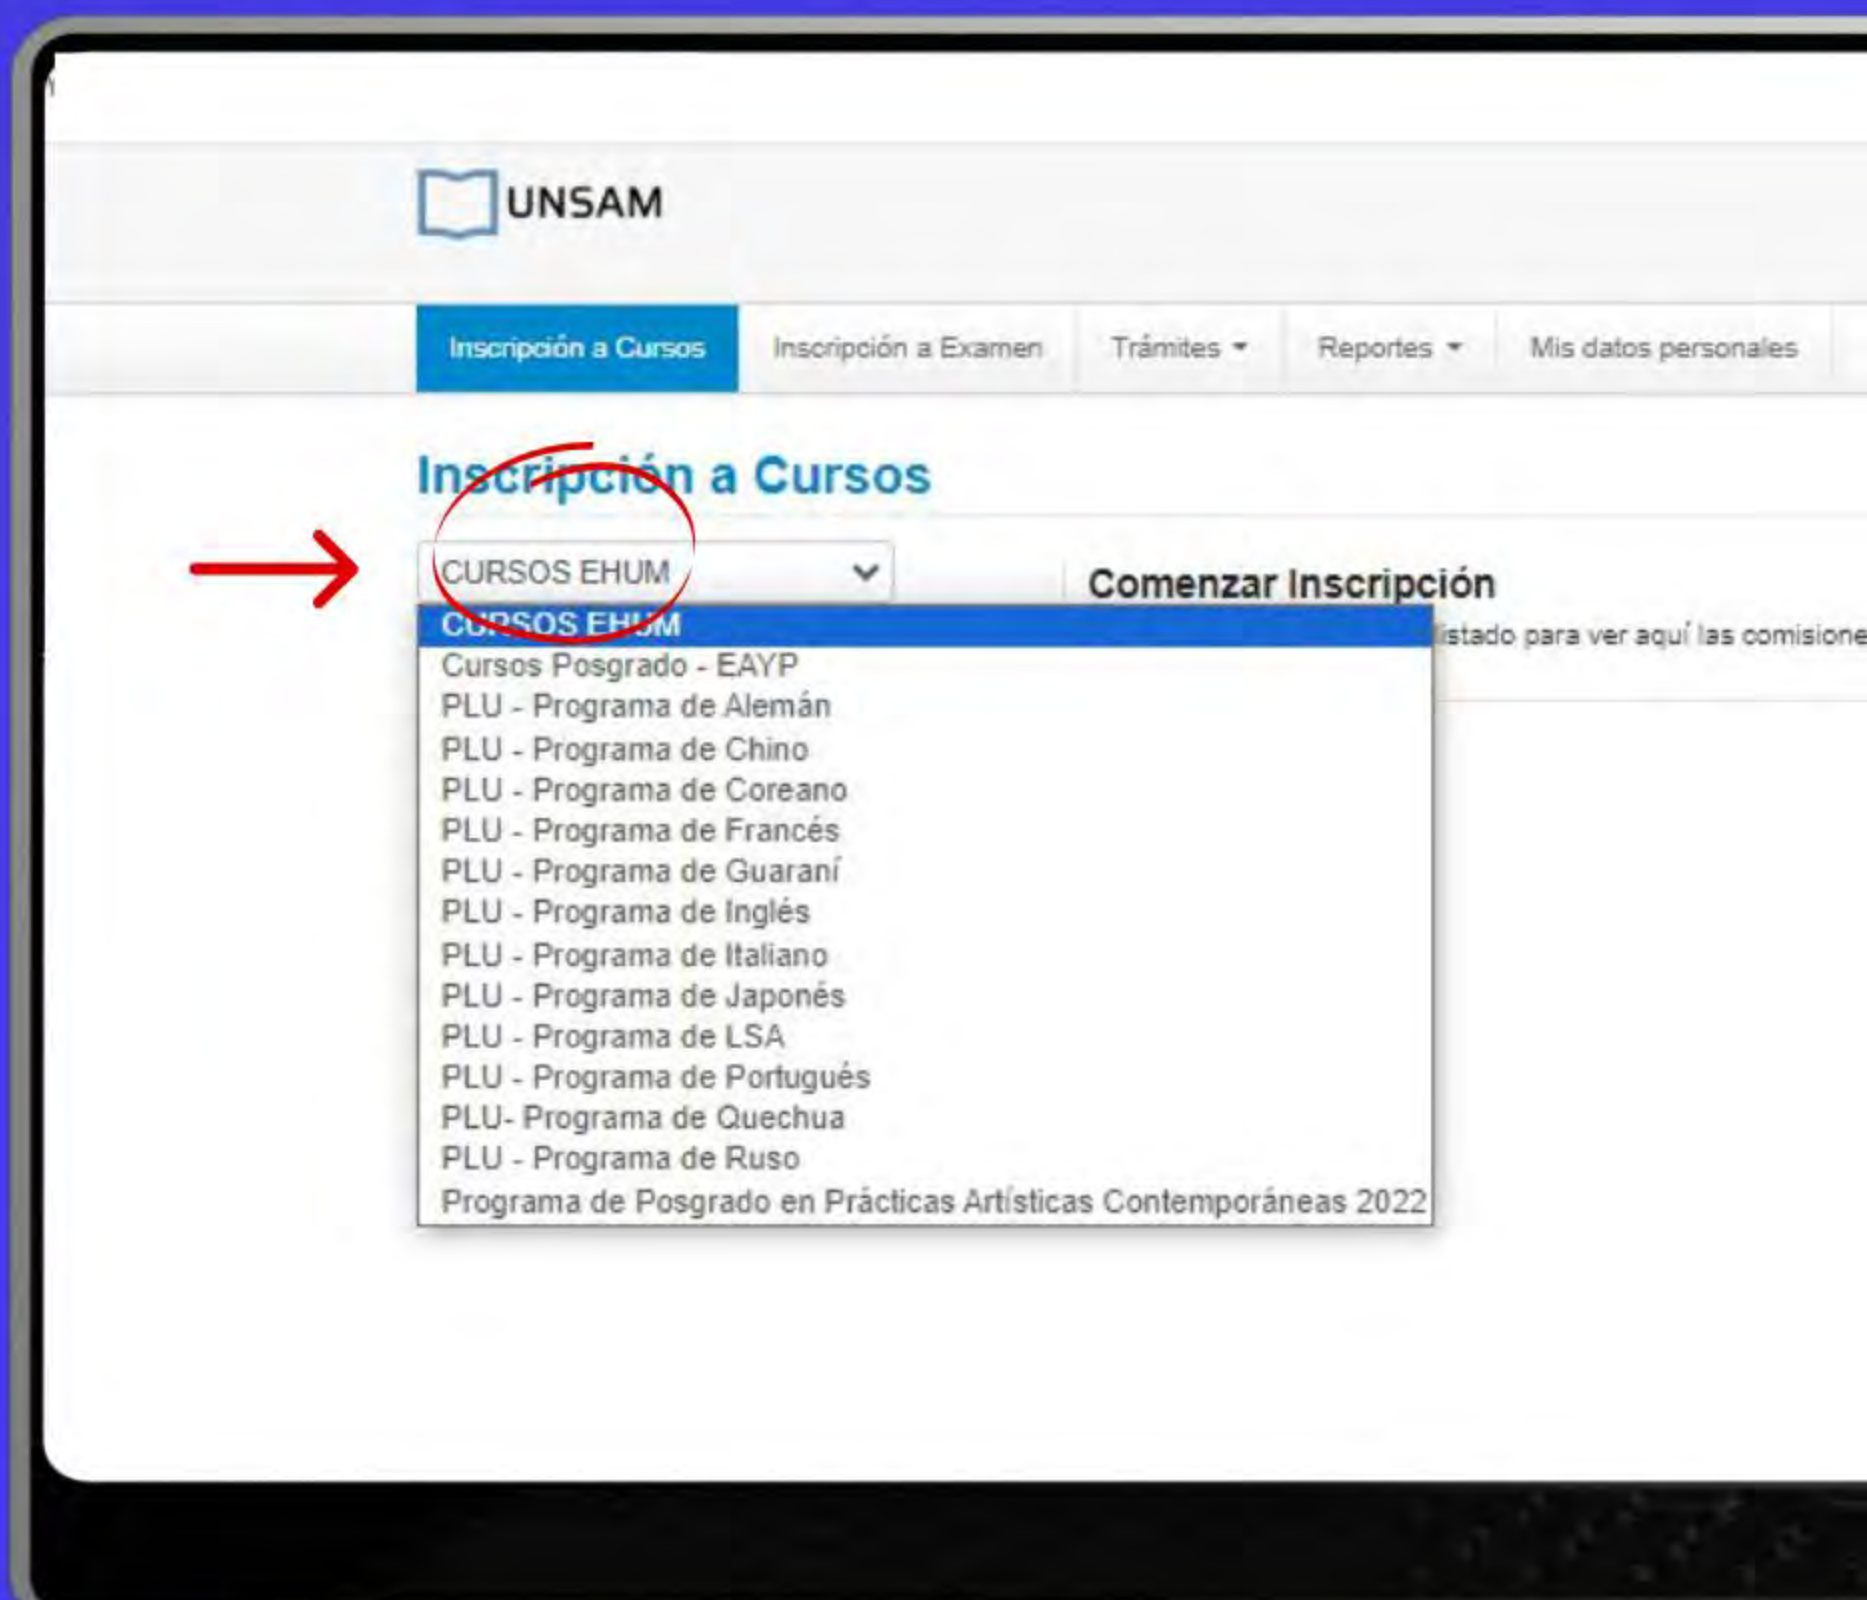 UNSAM
Inscripción a Cursos
Inscripción a Examen
Trámites
Reportes
Mis datos personales
Inscripción a Cursos
CURSOS EHUM
Comenzar Inscripción
listado para ver aquí las comisione
CURSOS EHUM
Cursos Posgrado - EAYP
PLU - Programa de Alemán
PLU - Programa de Chino
PLU - Programa de Coreano
PLU - Programa de Francés
PLU - Programa de Guaraní
PLU - Programa de Inglés
PLU - Programa de Italiano
PLU - Programa de Japonés
PLU - Programa de LSA
PLU - Programa de Portugués
PLU- Programa de Quechua
PLU - Programa de Ruso
Programa de Posgrado en Prácticas Artísticas Contemporáneas 2022